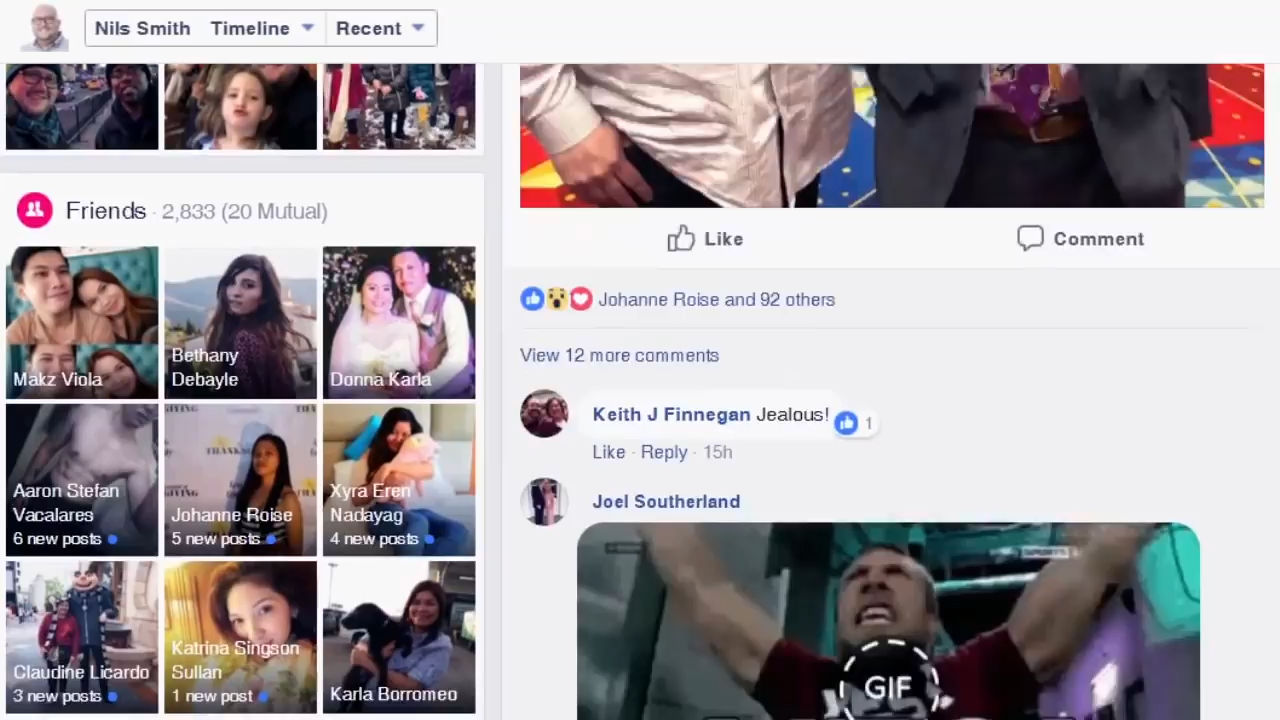 Nils Smith Timeline Recent
Friends · 2,833 (20 Mutual)
Makz Viola
Bethany
Debayle
Donna Karla
Aaron Stefan
Vacalares
6 new posts
Johanne Roise
5 new posts
Xyra Eren
Nadayag
4 new posts
Claudine Licardo
3 new posts
Katrina Singson
Sullan
1 new post
Karla Borromeo
Like Comment
Johanne Roise and 92 others
View 12 more comments
Keith J Finnegan Jealous! 1
Like · Reply · 15h
Joel Southerland
GIF